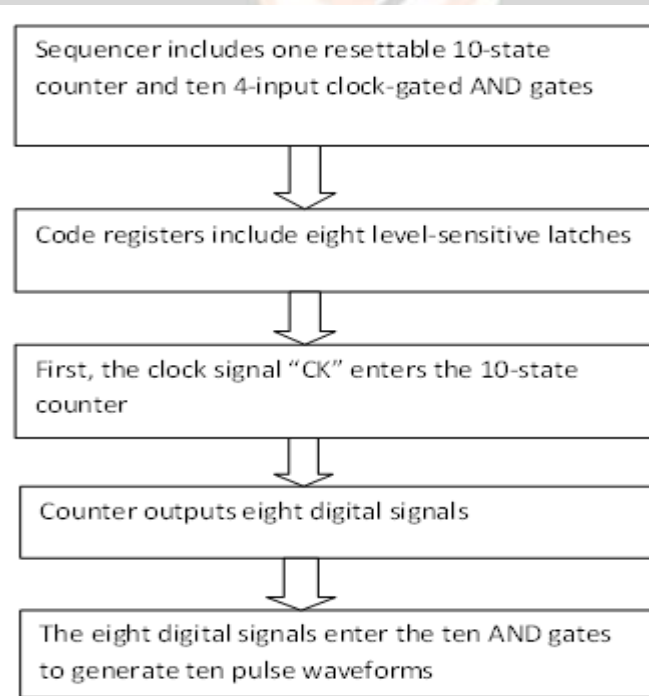 Sequencer includes one resettable 10-state
counter and ten 4-input clock-gated AND gates
Code registers include eight level-sensitive latches
First, the clock signal “CK” enters the 10-state
counter
Counter outputs eight digital signals
The eight digital signals enter the ten AND gates
to generate ten pulse waveforms